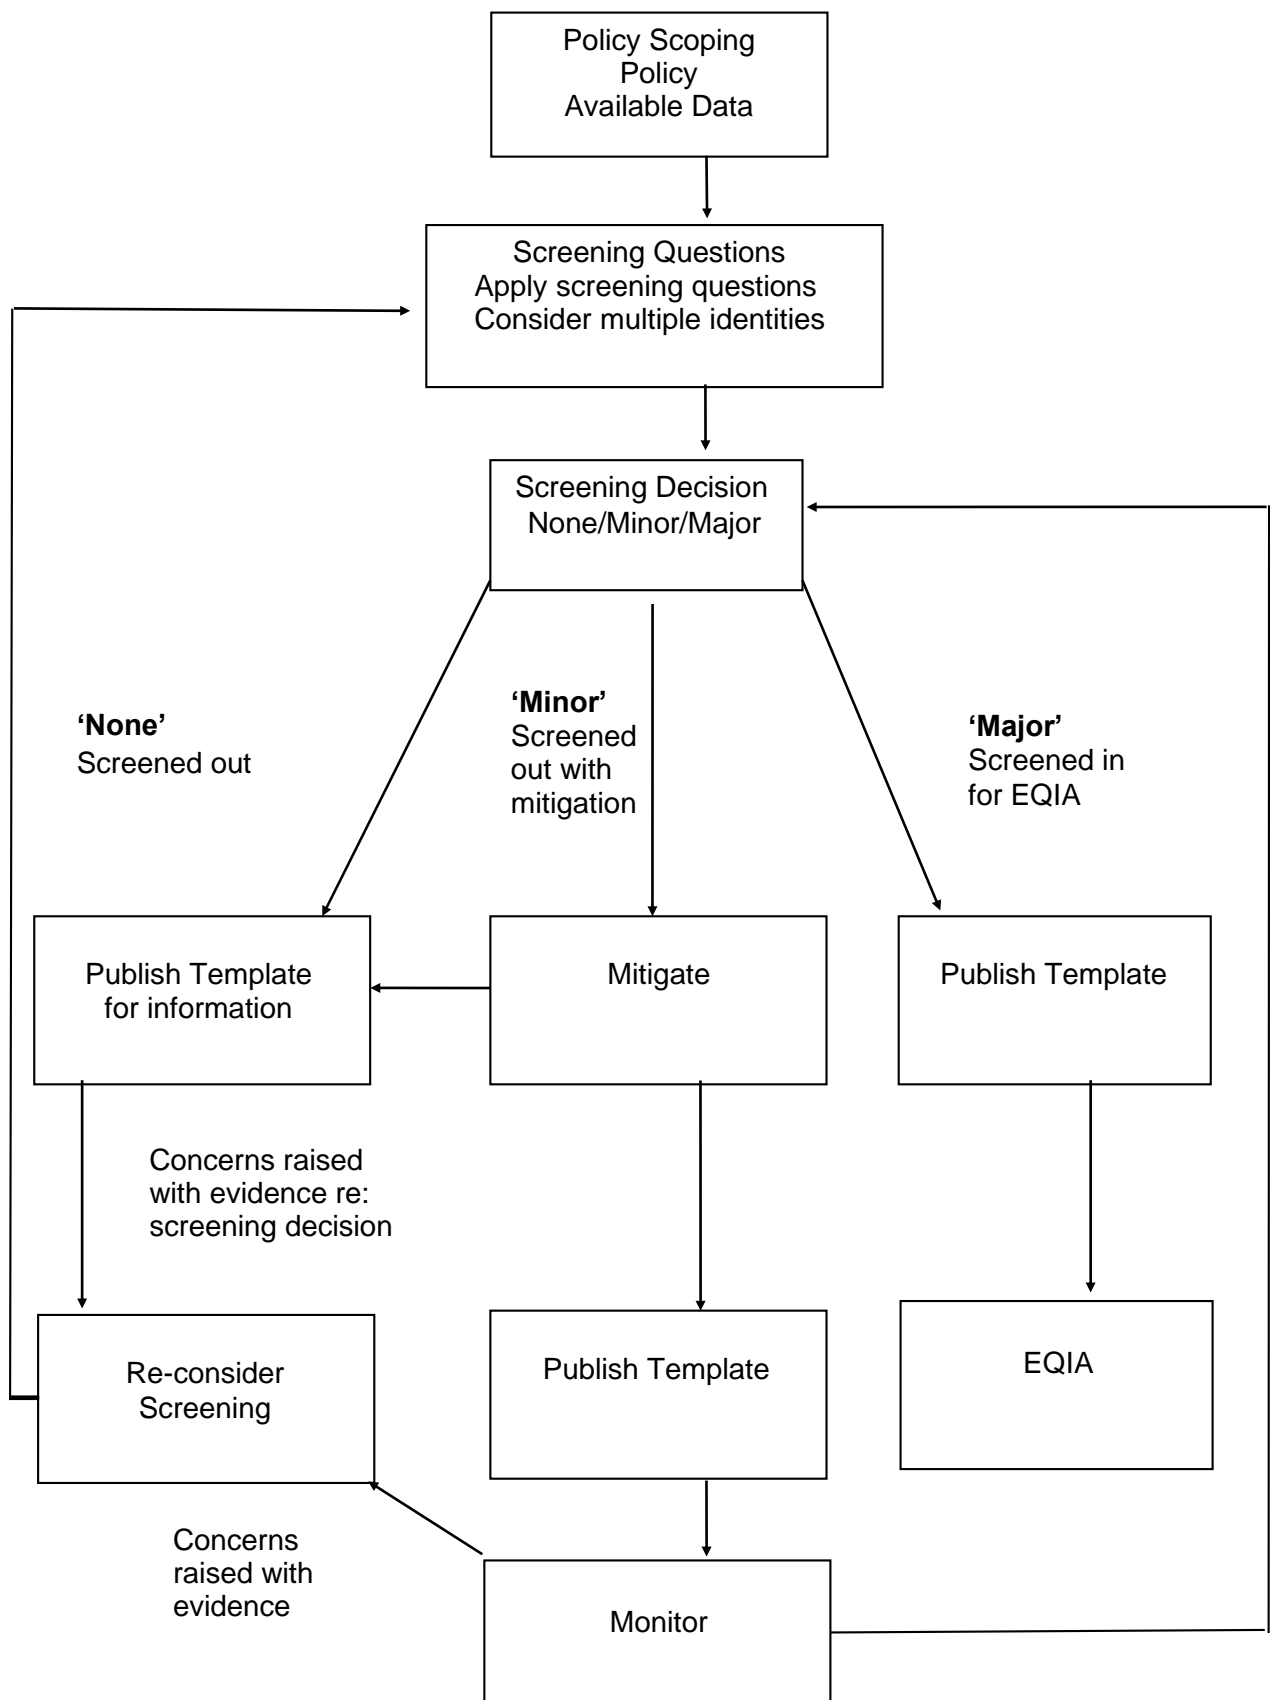 Policy Scoping
Policy
Available Data
Screening Questions
Apply screening questions
Consider multiple identities
Screening Decision
None/Minor/Major
‘None’
Screened out
‘Minor’
Screened
out with
mitigation
‘Major’
Screened in
for EQIA
Publish Template
for information
Mitigate
Publish Template
Concerns raised
with evidence re:
screening decision
Re-consider
Screening
Publish Template
EQIA
Concerns
raised with
evidence
Monitor